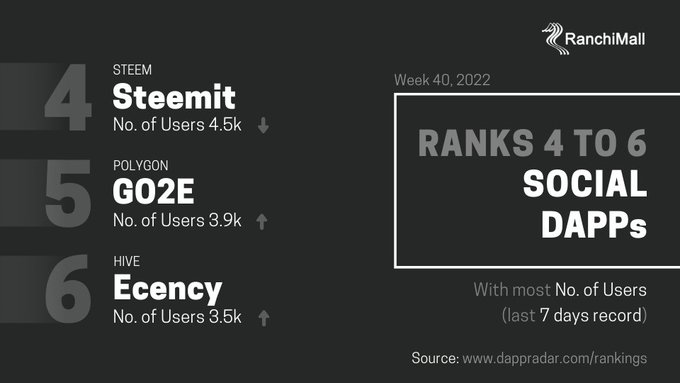 RanchiMall
Week 40, 2022
RANKS 4 TO 6
SOCIAL
DAPPs
With most No. of Users
(last 7 days record)
4
STEEM
Steemit
No. of Users 4.5k
5
POLYGON
GO2E
No. of Users 3.9k
6
HIVE
Ecency
No. of Users 3.5k
Source: www.dappradar.com/rankings